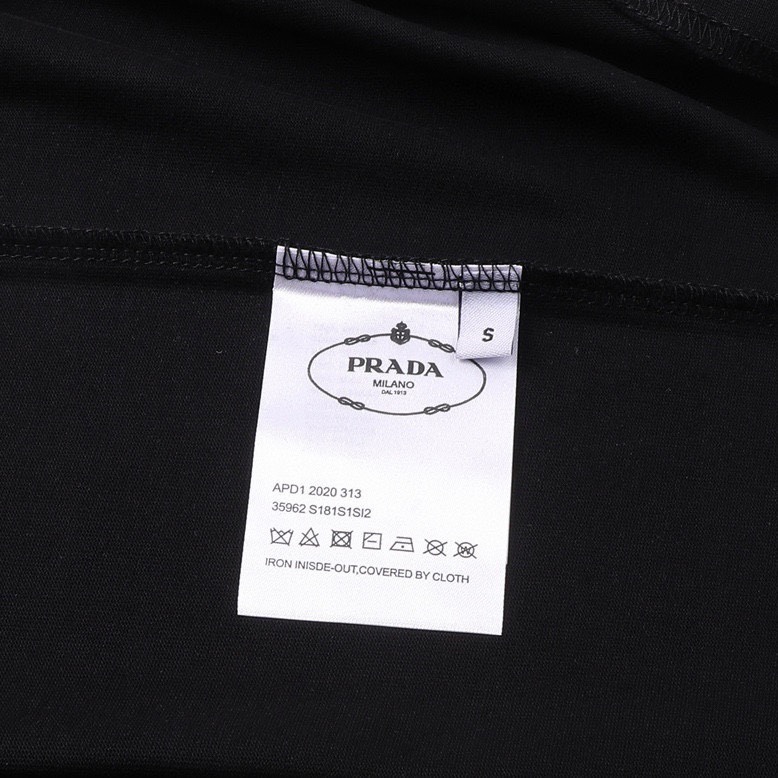 S
PRADA
MILANO
DAL 1913
APD1 2020 313
35962 S181S1SI2
IRON INISDE-OUT,COVERED BY CLOTH